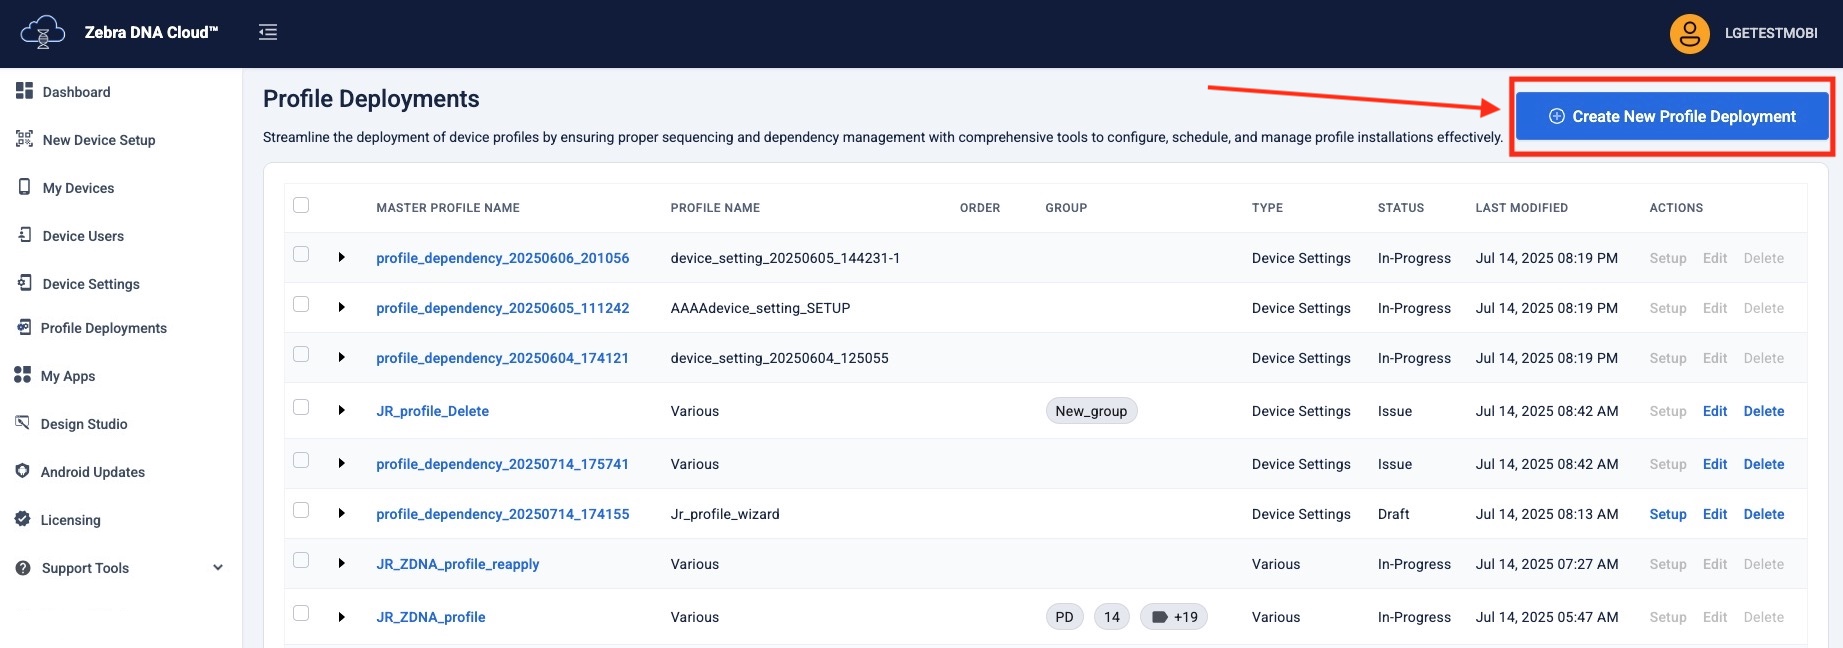 Zebra DNA Cloud™
LGETESTMOBI
Dashboard
New Device Setup
My Devices
Device Users
Device Settings
Profile Deployments
My Apps
Design Studio
Android Updates
Licensing
Support Tools
Profile Deployments
Streamline the deployment of device profiles by ensuring proper sequencing and dependency management with comprehensive tools to configure, schedule, and manage profile installations effectively.
Create New Profile Deployment
MASTER PROFILE NAME PROFILE NAME ORDER GROUP TYPE STATUS LAST MODIFIED ACTIONS
profile_dependency_20250606_201056 device_setting_20250605_144231-1 Device Settings In-Progress Jul 14, 2025 08:19 PM Setup Edit Delete
profile_dependency_20250605_111242 AAAAdevice_setting_SETUP Device Settings In-Progress Jul 14, 2025 08:19 PM Setup Edit Delete
profile_dependency_20250604_174121 device_setting_20250604_125055 Device Settings In-Progress Jul 14, 2025 08:19 PM Setup Edit Delete
JR_profile_Delete Various New_group Device Settings Issue Jul 14, 2025 08:42 AM Setup Edit Delete
profile_dependency_20250714_175741 Various Device Settings Issue Jul 14, 2025 08:42 AM Setup Edit Delete
profile_dependency_20250714_174155 Jr_profile_wizard Device Settings Draft Jul 14, 2025 08:13 AM Setup Edit Delete
JR_ZDNA_profile_reapply Various Various In-Progress Jul 14, 2025 07:27 AM Setup Edit Delete
JR_ZDNA_profile Various PD 14 +19 Various In-Progress Jul 14, 2025 05:47 AM Setup Edit Delete